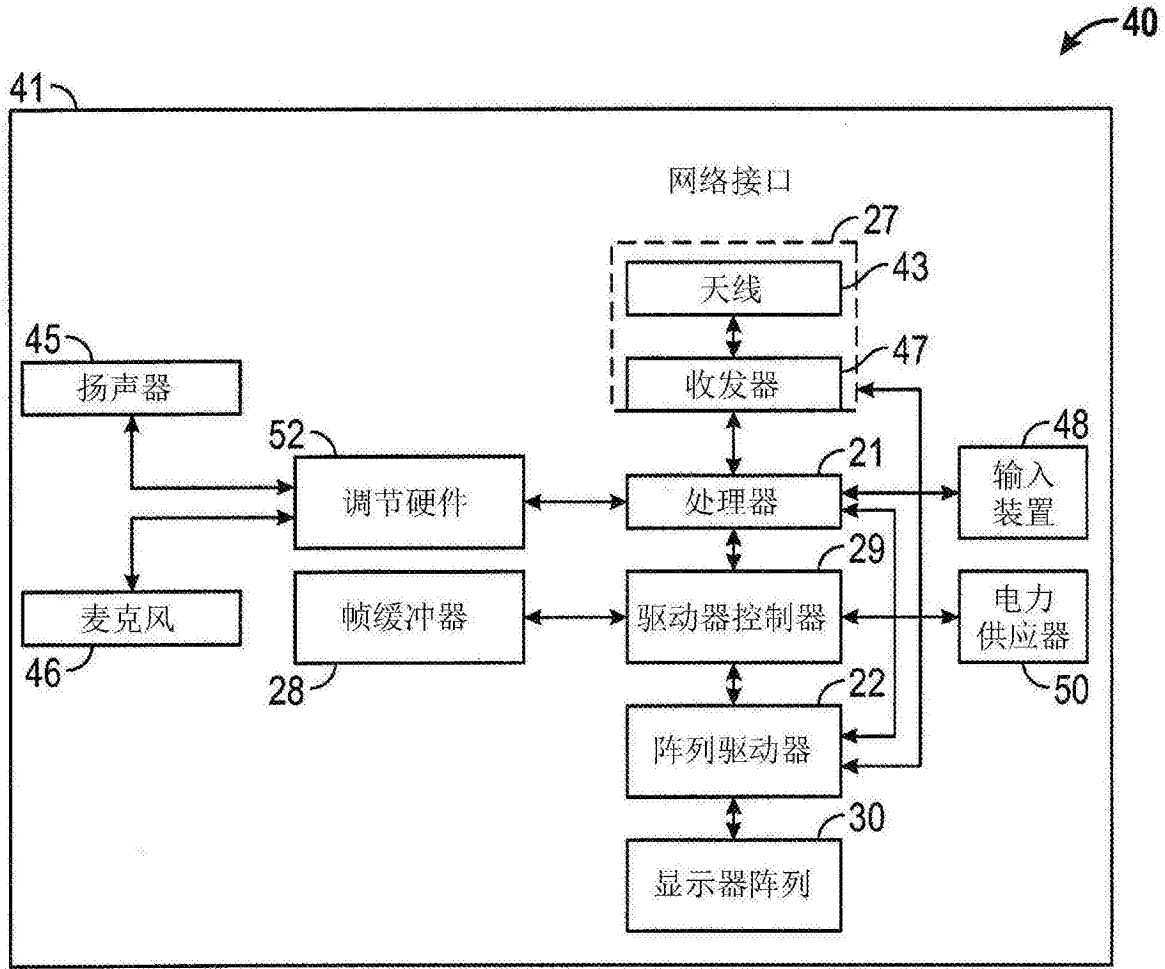 40
41
网络接口
27
天线
43
45
扬声器
收发器
47
52
调节硬件
处理器
21
48
输入
装置
29
麦克风
46
帧缓冲器
28
驱动器控制器
电力
供应器
50
22
阵列驱动器
30
显示器阵列